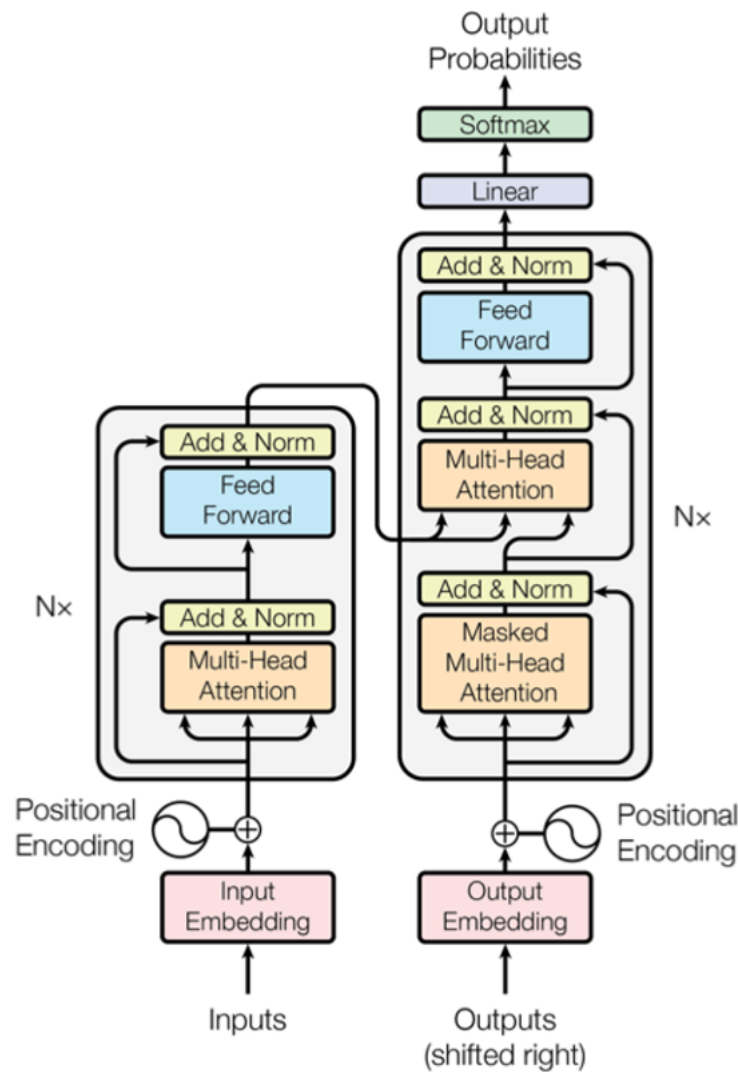 Output
Probabilities
Softmax
Linear
Add & Norm
Feed
Forward
Add & Norm
Multi-Head
Attention
Nx
Add & Norm
Masked
Multi-Head
Attention
Add & Norm
Feed
Forward
Nx
Add & Norm
Multi-Head
Attention
Positional
Encoding
Positional
Encoding
Input
Embedding
Output
Embedding
Inputs
Outputs
(shifted right)